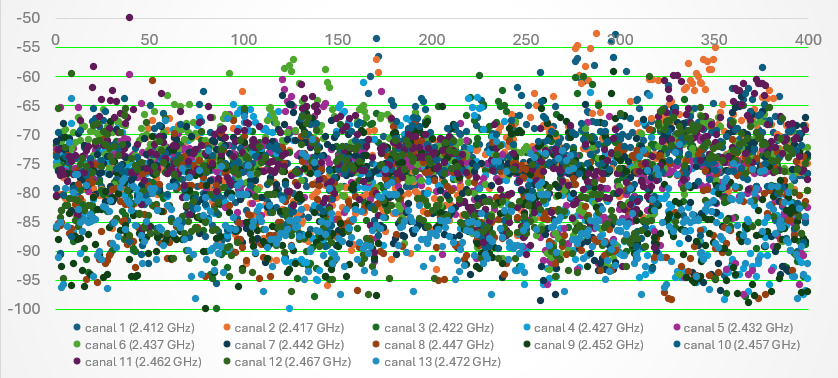 -50
0 50 100 150 200 250 300 350 400
-55
-60
-65
-70
-75
-80
-85
-90
-95
-100
canal 1 (2.412 GHz) canal 2 (2.417 GHz) canal 3 (2.422 GHz) canal 4 (2.427 GHz) canal 5 (2.432 GHz)
canal 6 (2.437 GHz) canal 7 (2.442 GHz) canal 8 (2.447 GHz) canal 9 (2.452 GHz) canal 10 (2.457 GHz)
canal 11 (2.462 GHz) canal 12 (2.467 GHz) canal 13 (2.472 GHz)